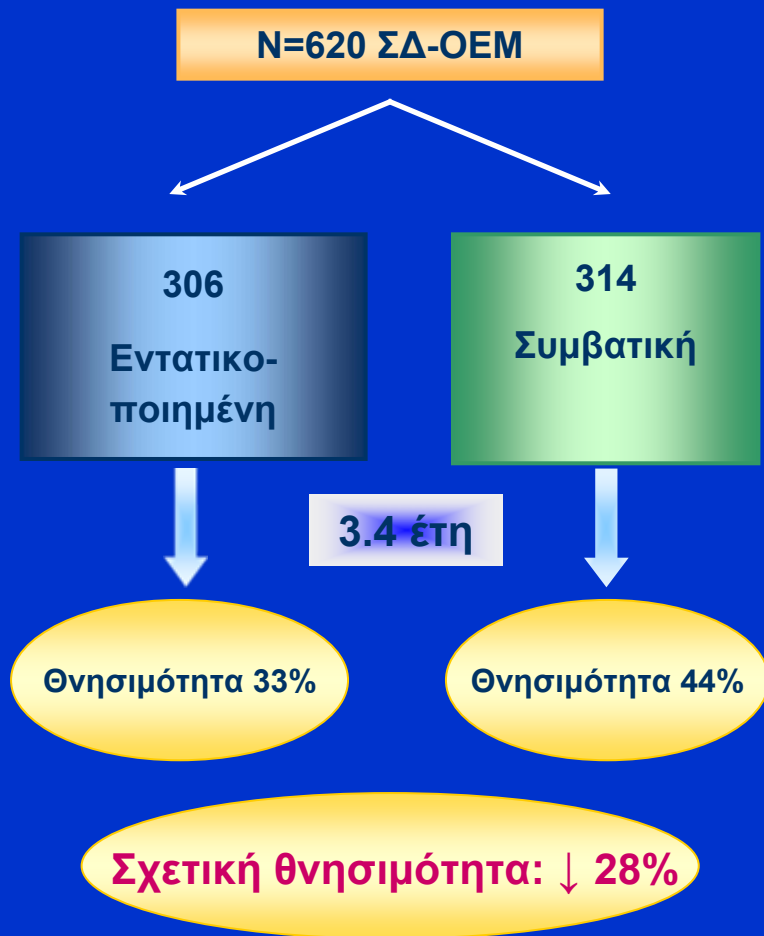 Ν=620 ΣΔ-ΟΕΜ
306
Εντατικο-
ποιημένη
314
Συμβατική
3.4 έτη
Θνησιμότητα 33%
Θνησιμότητα 44%
Σχετική θνησιμότητα: ↓ 28%